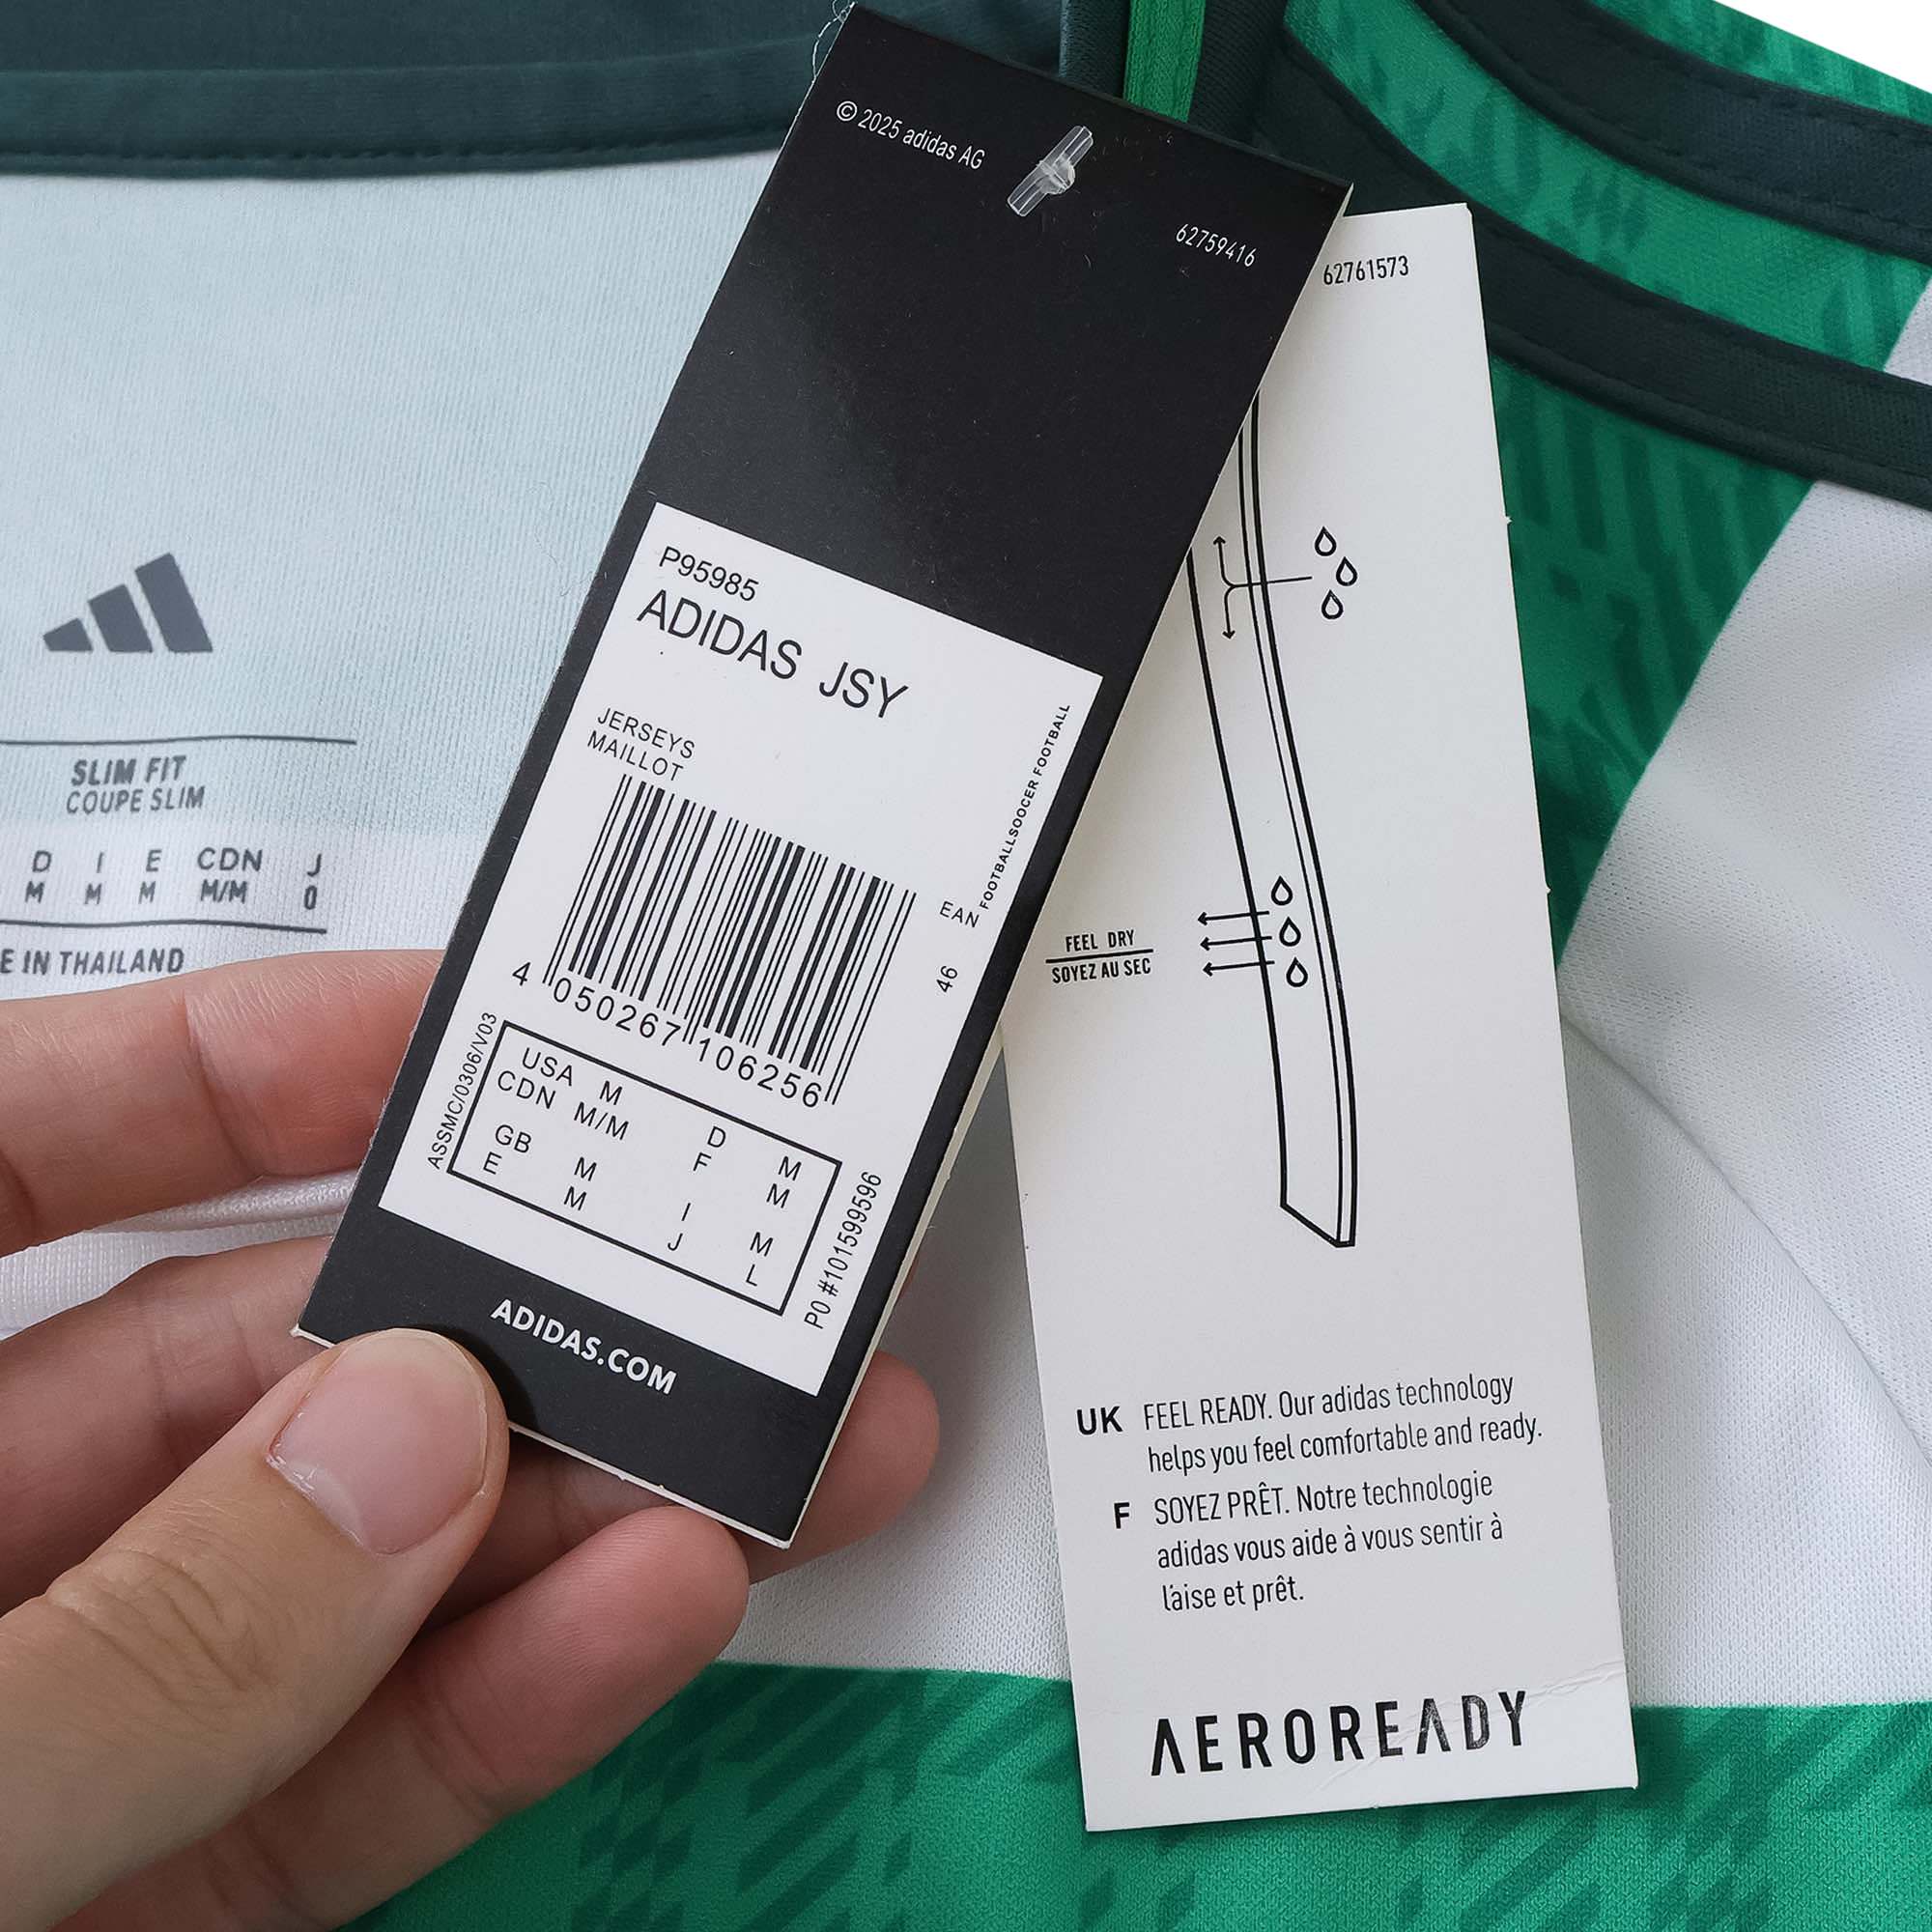 © 2025 adidas AG
62759416
P95985
ADIDAS JSY
JERSEYS
MAILLOT
FOOTBALLSOCCER FOOTBALL
EAN
46
4 050267 106256
ASSMC/0306/V03
USA M D M
CDN M/M F M
GB M I M
E M J L
PO #101599596
ADIDAS.COM
62761573
FEEL DRY
SOYEZ AU SEC
UK FEEL READY. Our adidas technology
helps you feel comfortable and ready.
F SOYEZ PRÊT. Notre technologie
adidas vous aide à vous sentir à
l'aise et prêt.
AEROREADY
SLIM FIT
COUPE SLIM
D I E CDN J
M M M M/M O
E IN THAILAND